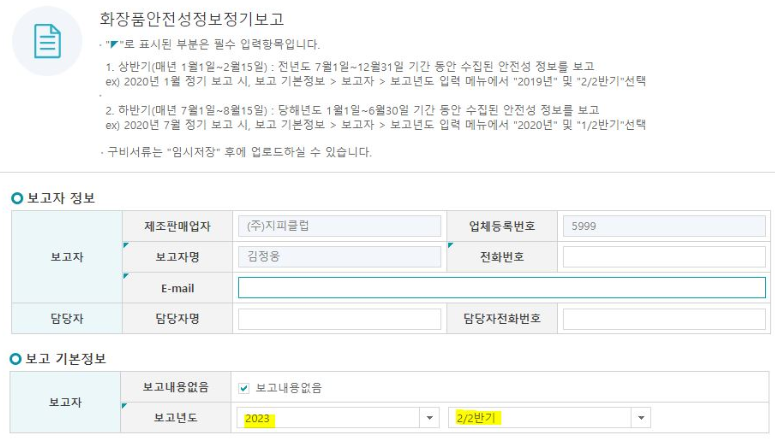 화장품안전성정보정기보고
· "◤"로 표시된 부분은 필수 입력항목입니다.
1. 상반기(매년 1월1일~2월15일) : 전년도 7월1일~12월31일 기간 동안 수집된 안전성 정보를 보고
ex) 2020년 1월 정기 보고 시, 보고 기본정보 > 보고자 > 보고년도 입력 메뉴에서 "2019년" 및 "2/2반기"선택
·
2. 하반기(매년 7월1일~8월15일) : 당해년도 1월1일~6월30일 기간 동안 수집된 안전성 정보를 보고
ex) 2020년 7월 정기 보고 시, 보고 기본정보 > 보고자 > 보고년도 입력 메뉴에서 "2020년" 및 "1/2반기"선택
· 구비서류는 "임시저장" 후에 업로드하실 수 있습니다.
보고자 정보
보고자 제조판매업자 (주)지피클럽 업체등록번호 5999
보고자명 김정웅 전화번호
E-mail
담당자 담당자명 담당자전화번호
보고 기본정보
보고자 보고내용없음 보고내용없음
보고년도 2023 2/2반기